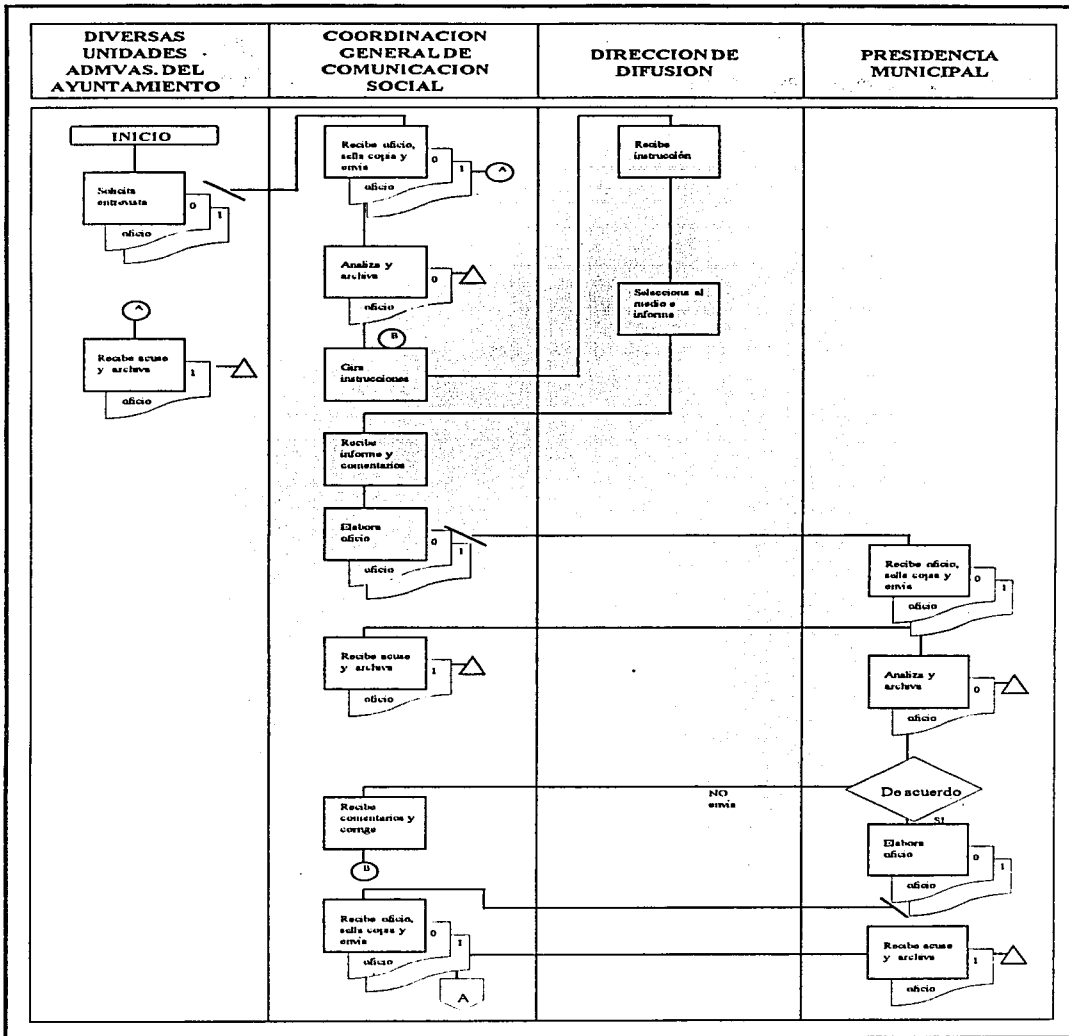 DIVERSAS
UNIDADES
ADMVAS. DEL
AYUNTAMIENTO
COORDINACION
GENERAL DE
COMUNICACION
SOCIAL
DIRECCION DE
DIFUSION
PRESIDENCIA
MUNICIPAL
INICIO
Solicita
entrevista
0
1
oficio
A
Recibe acuse
y archiva
1
oficio
Recibe oficio,
sella copia y
envia
0
1
oficio
A
Analiza y
archiva
0
oficio
B
Gira
instrucciones
Recibe
informe y
comentarios
Elabora
oficio
0
1
oficio
Recibe acuse
y archiva
1
oficio
Recibe
comentarios y
corrige
B
Recibe oficio,
sella copia y
envia
0
1
oficio
A
Recibe
instrucción
Selecciona al
medio e
informa
NO
envia
Recibe oficio,
sella copia y
envia
0
1
oficio
Analiza y
archiva
0
oficio
De acuerdo
SI
Elabora
oficio
0
1
oficio
Recibe acuse
y archiva
1
oficio